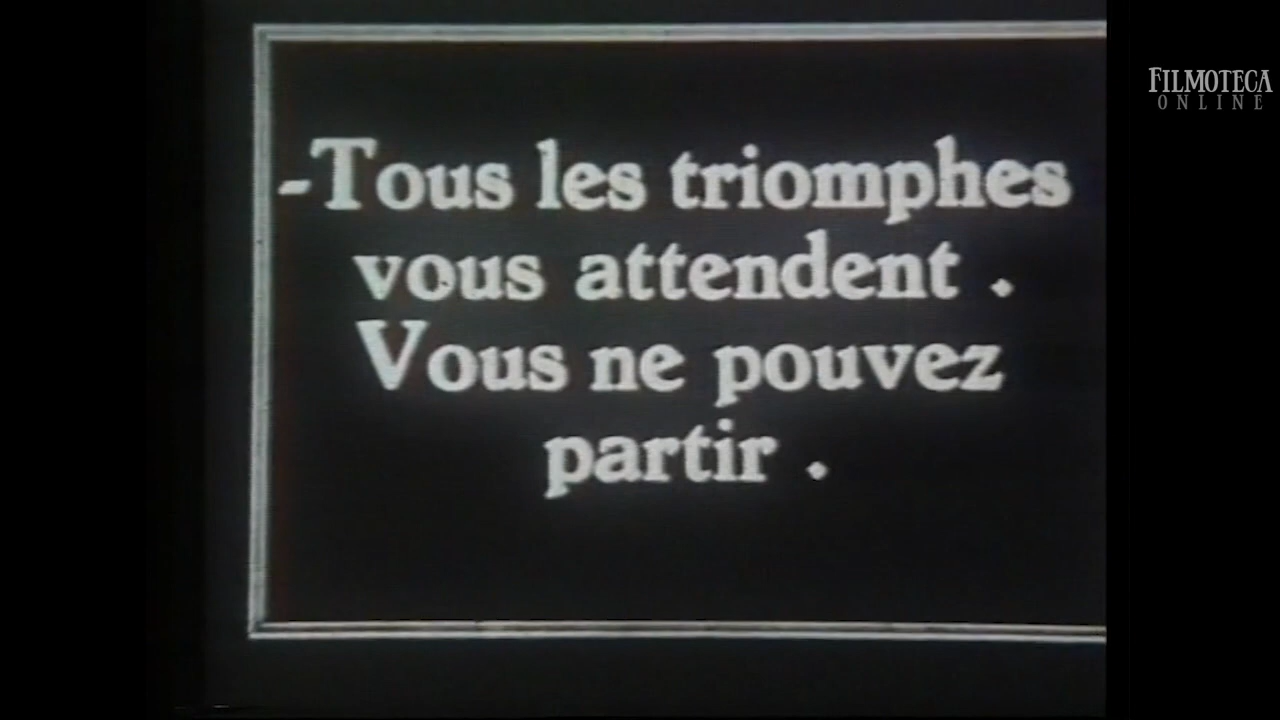 -Tous les triomphes
vous attendent .
Vous ne pouvez
partir .
FILMOTECA
ONLINE